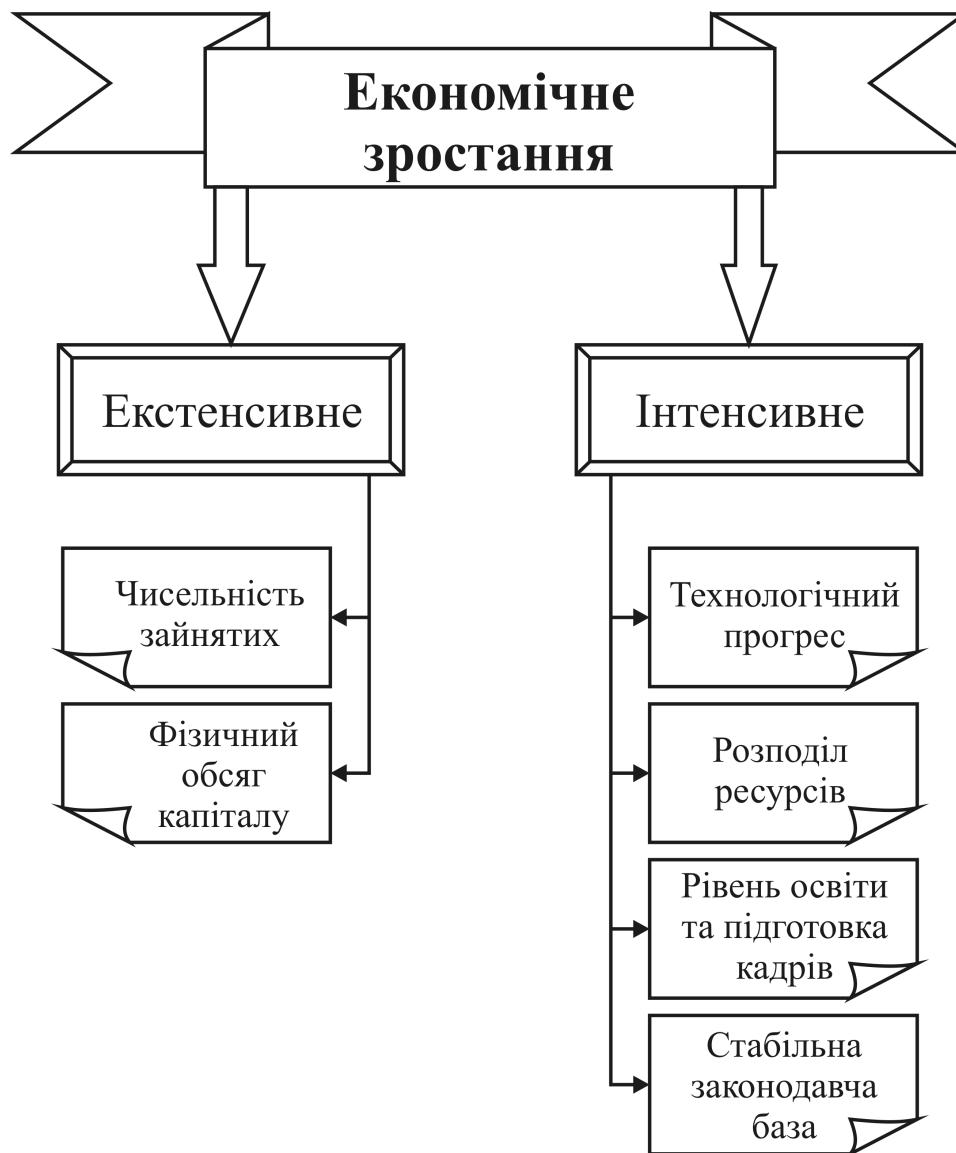 Економічне
зростання
Екстенсивне
Чисельність
зайнятих
Фізичний
обсяг
капіталу
Інтенсивне
Технологічний
прогрес
Розподіл
ресурсів
Рівень освіти
та підготовка
кадрів
Стабільна
законодавча
база